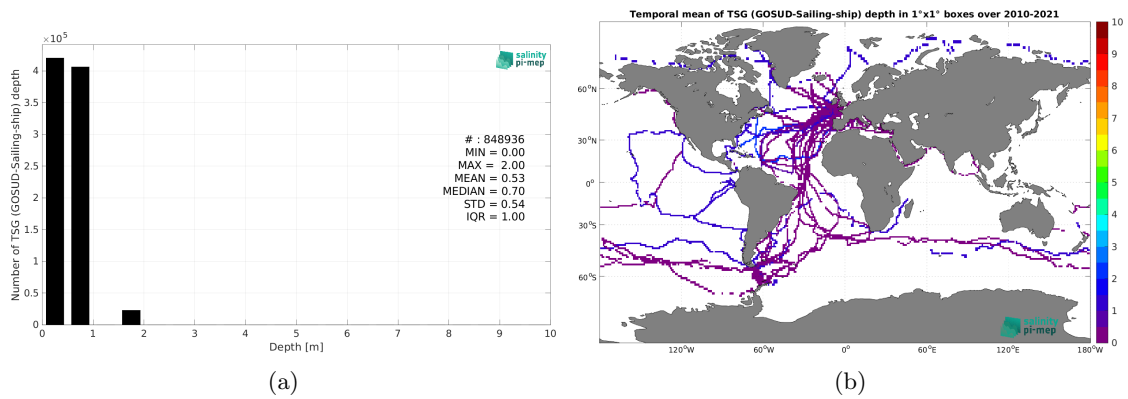 ×10⁵
4
3.5
3
2.5
2
1.5
1
0.5
0
Number of TSG (GOSUD-Sailing-ship) depth
salinity
pi-mep
# : 848936
MIN = 0.00
MAX = 2.00
MEAN = 0.53
MEDIAN = 0.70
STD = 0.54
IQR = 1.00
0 1 2 3 4 5 6 7 8 9 10
Depth [m]
(a)
Temporal mean of TSG (GOSUD-Sailing-ship) depth in 1°x1° boxes over 2010-2021
60°N
30°N
0°
30°S
60°S
120°W 60°W 0° 60°E 120°E 180°W
salinity
pi-mep
10
9
8
7
6
5
4
3
2
1
0
(b)